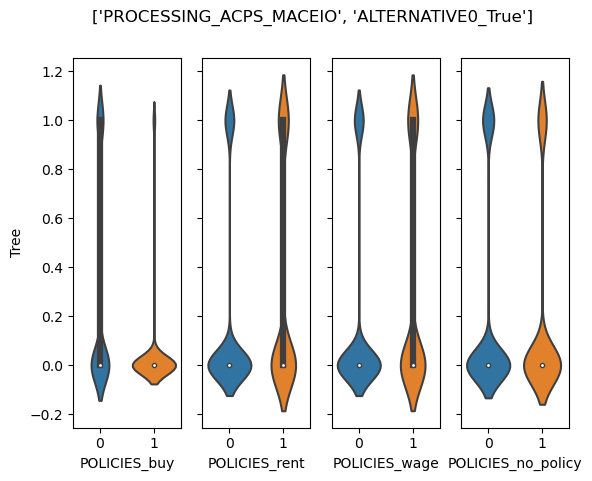 ['PROCESSING_ACPS_MACEIO', 'ALTERNATIVE0_True']
1.2
1.0
0.8
0.6
0.4
0.2
0.0
−0.2
Tree
0 1
POLICIES_buy
0 1
POLICIES_rent
0 1
POLICIES_wage
0 1
POLICIES_no_policy